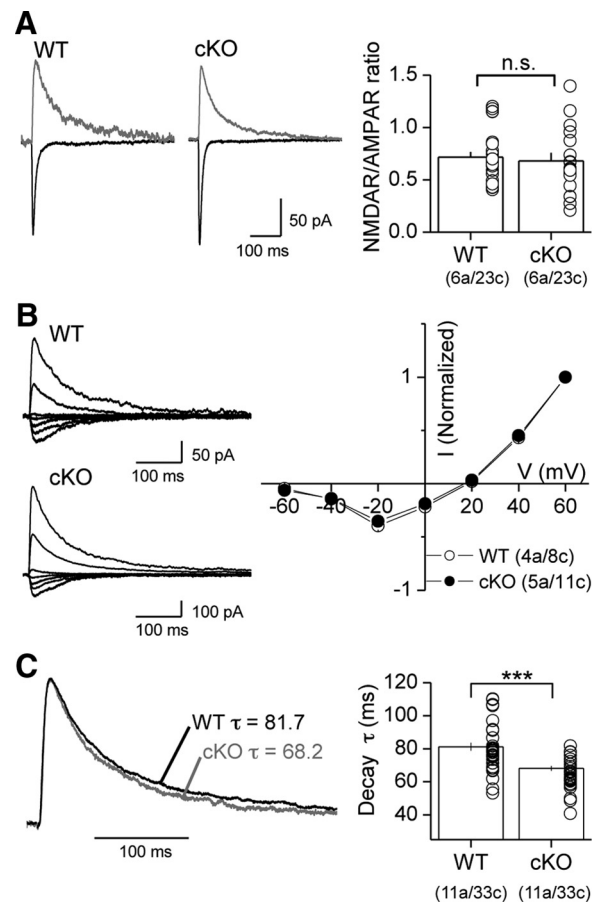 A
WT
cKO
50 pA
100 ms
NMDAR/AMPAR ratio
1.5
1.0
0.5
0.0
n.s.
WT
cKO
(6a/23c)
(6a/23c)
B
WT
50 pA
100 ms
cKO
100 pA
100 ms
I (Normalized)
1
V (mV)
-60 -40 -20 0 20 40 60
WT (4a/8c)
cKO (5a/11c)
-1
C
WT τ = 81.7
cKO τ = 68.2
100 ms
Decay τ (ms)
120
100
80
60
40
***
WT
cKO
(11a/33c)
(11a/33c)